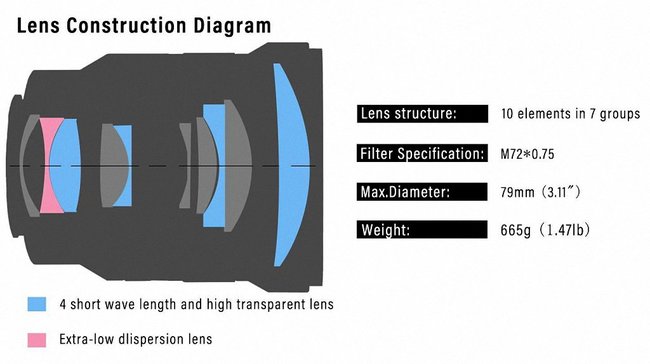 Lens Construction Diagram
Lens structure: 10 elements in 7 groups
Filter Specification: M72*0.75
Max.Diameter: 79mm (3.11″)
Weight: 665g (1.47lb)
4 short wave length and high transparent lens
Extra-low dlispersion lens